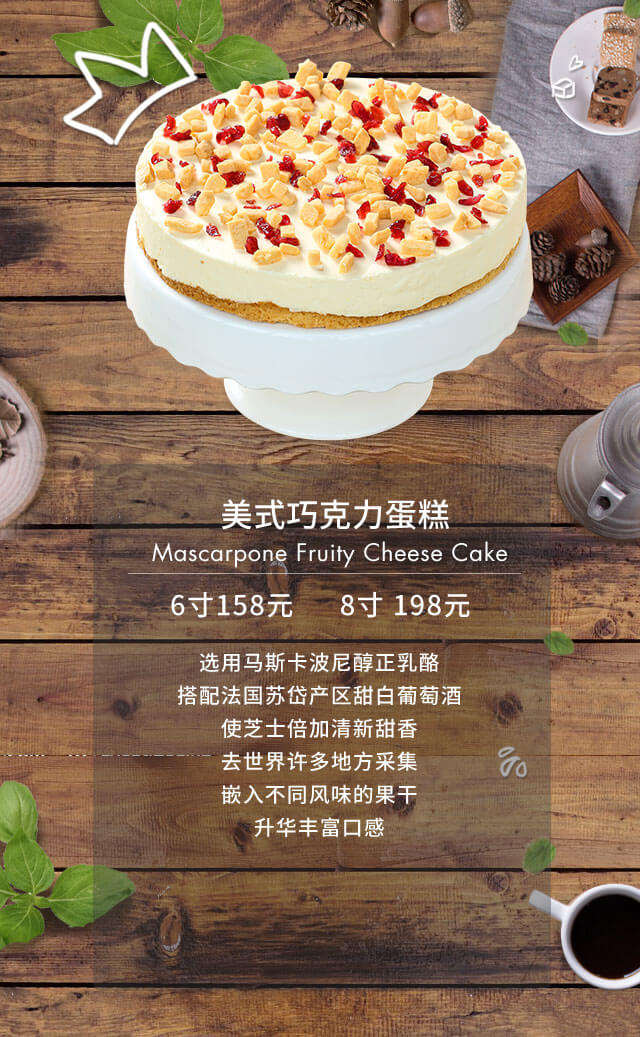 美式巧克力蛋糕
Mascarpone Fruity Cheese Cake
6寸158元 8寸 198元
选用马斯卡波尼醇正乳酪
搭配法国苏岱产区甜白葡萄酒
使芝士倍加清新甜香
去世界许多地方采集
嵌入不同风味的果干
升华丰富口感